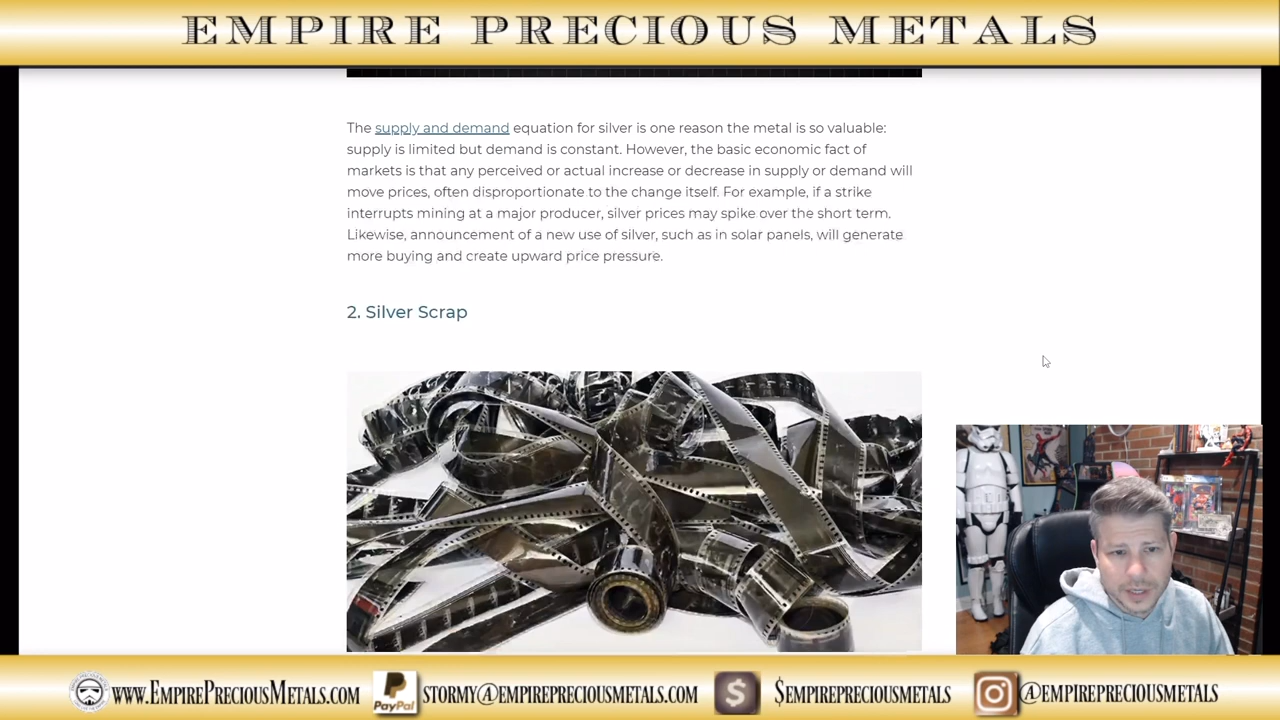 EMPIRE PRECIOUS METALS
The supply and demand equation for silver is one reason the metal is so valuable:
supply is limited but demand is constant. However, the basic economic fact of
markets is that any perceived or actual increase or decrease in supply or demand will
move prices, often disproportionate to the change itself. For example, if a strike
interrupts mining at a major producer, silver prices may spike over the short term.
Likewise, announcement of a new use of silver, such as in solar panels, will generate
more buying and create upward price pressure.
2. Silver Scrap
www.EmpirePreciousMetals.com
PayPal
stormy@empirepreciousmetals.com
$
$empirepreciousmetals
@empirepreciousmetals